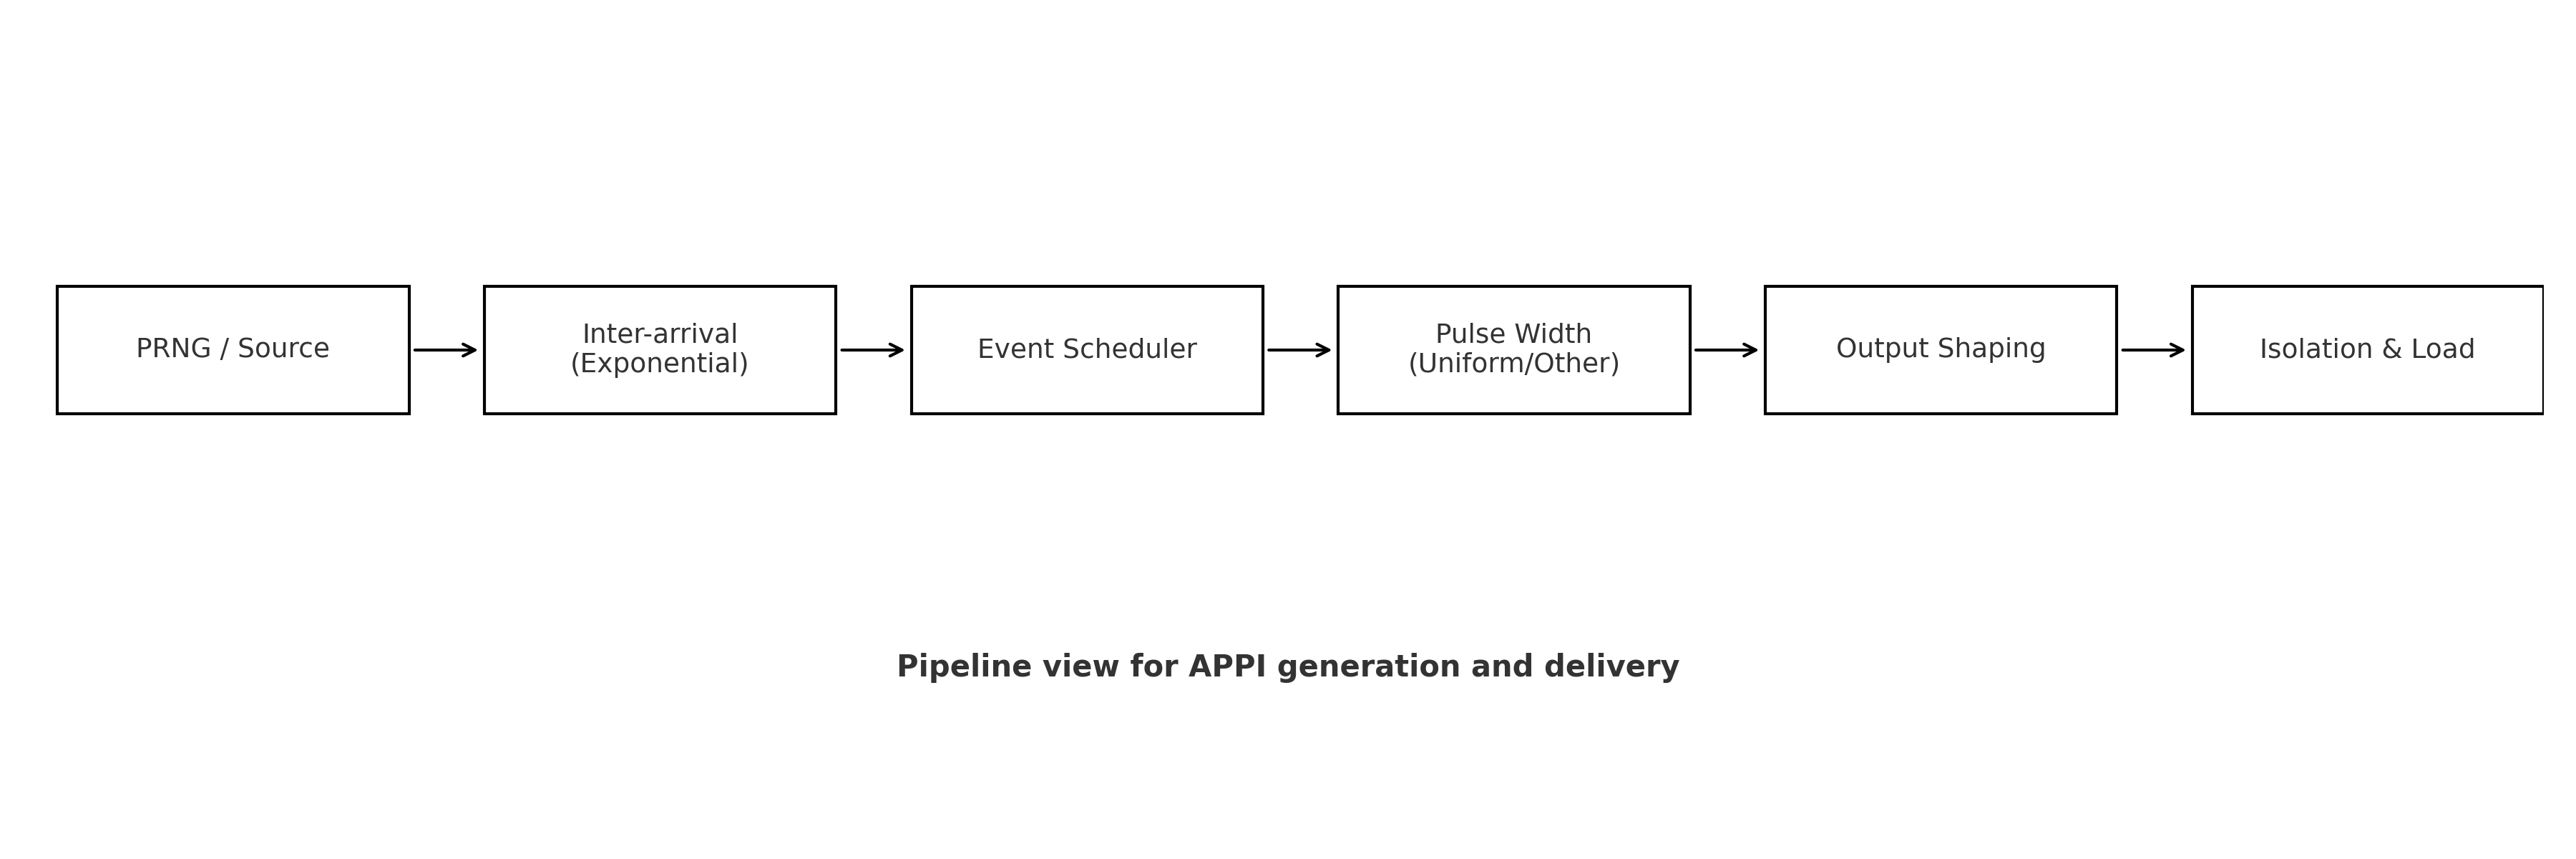 PRNG / Source
Inter-arrival
(Exponential)
Event Scheduler
Pulse Width
(Uniform/Other)
Output Shaping
Isolation & Load
Pipeline view for APPI generation and delivery